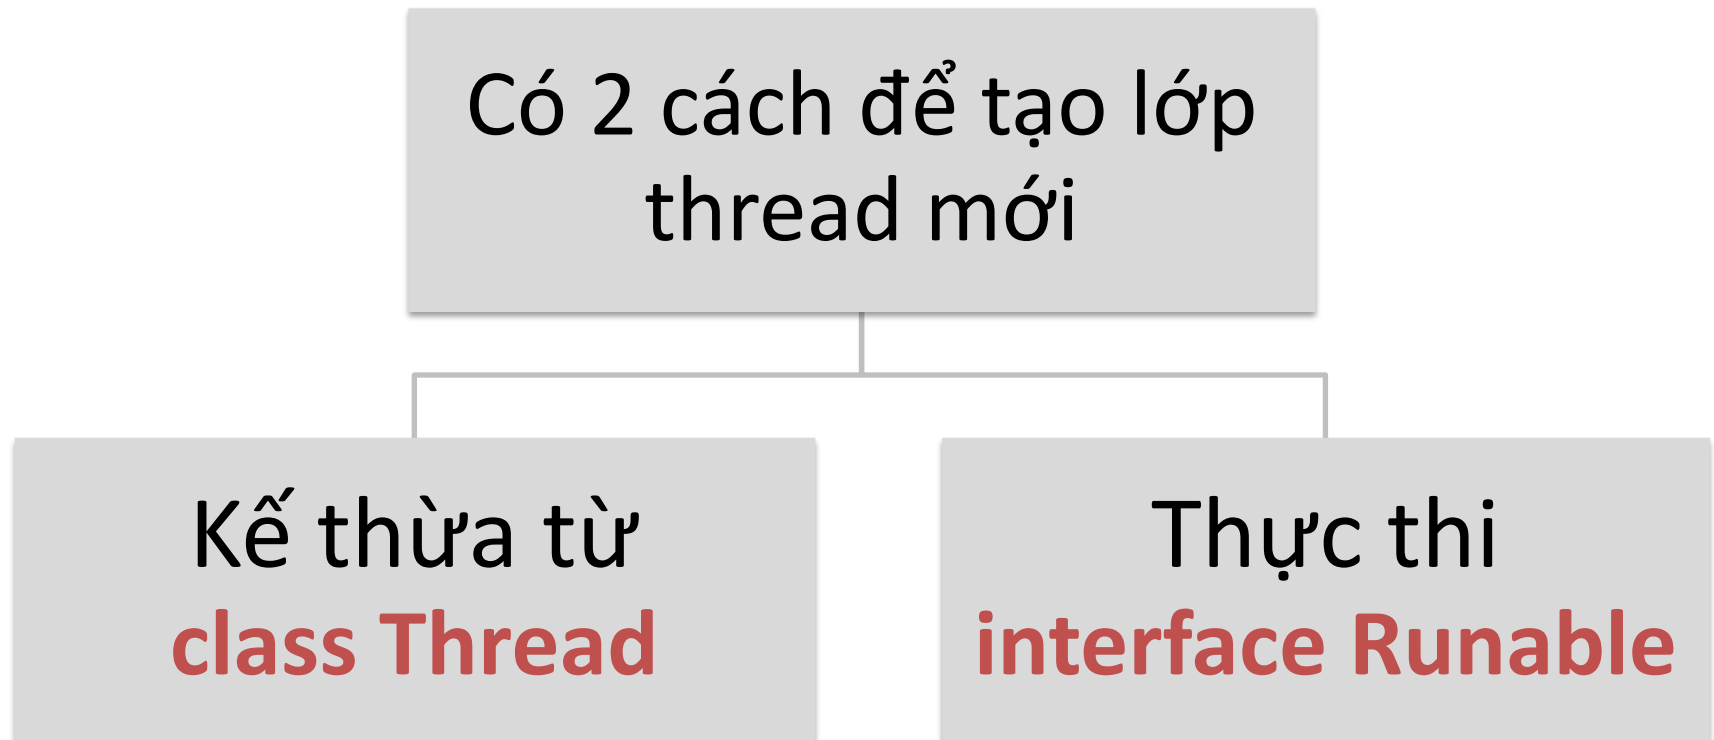 Có 2 cách để tạo lớp
thread mới
Kế thừa từ
class Thread
Thực thi
interface Runable